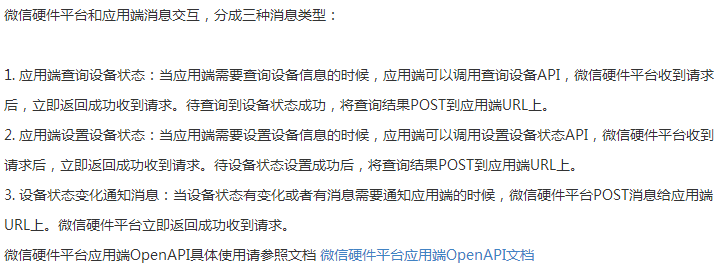 微信硬件平台和应用端消息交互，分成三种消息类型：
1. 应用端查询设备状态：当应用端需要查询设备信息的时候，应用端可以调用查询设备API，微信硬件平台收到请求
后，立即返回成功收到请求。待查询到设备状态成功，将查询结果POST到应用端URL上。
2. 应用端设置设备状态：当应用端需要设置设备信息的时候，应用端可以调用设置设备状态API，微信硬件平台收到
请求后，立即返回成功收到请求。待设备状态设置成功后，将查询结果POST到应用端URL上。
3. 设备状态变化通知消息：当设备状态有变化或者有消息需要通知应用端的时候，微信硬件平台POST消息给应用端
URL上。微信硬件平台立即返回成功收到请求。
微信硬件平台应用端OpenAPI具体使用请参照文档 微信硬件平台应用端OpenAPI文档